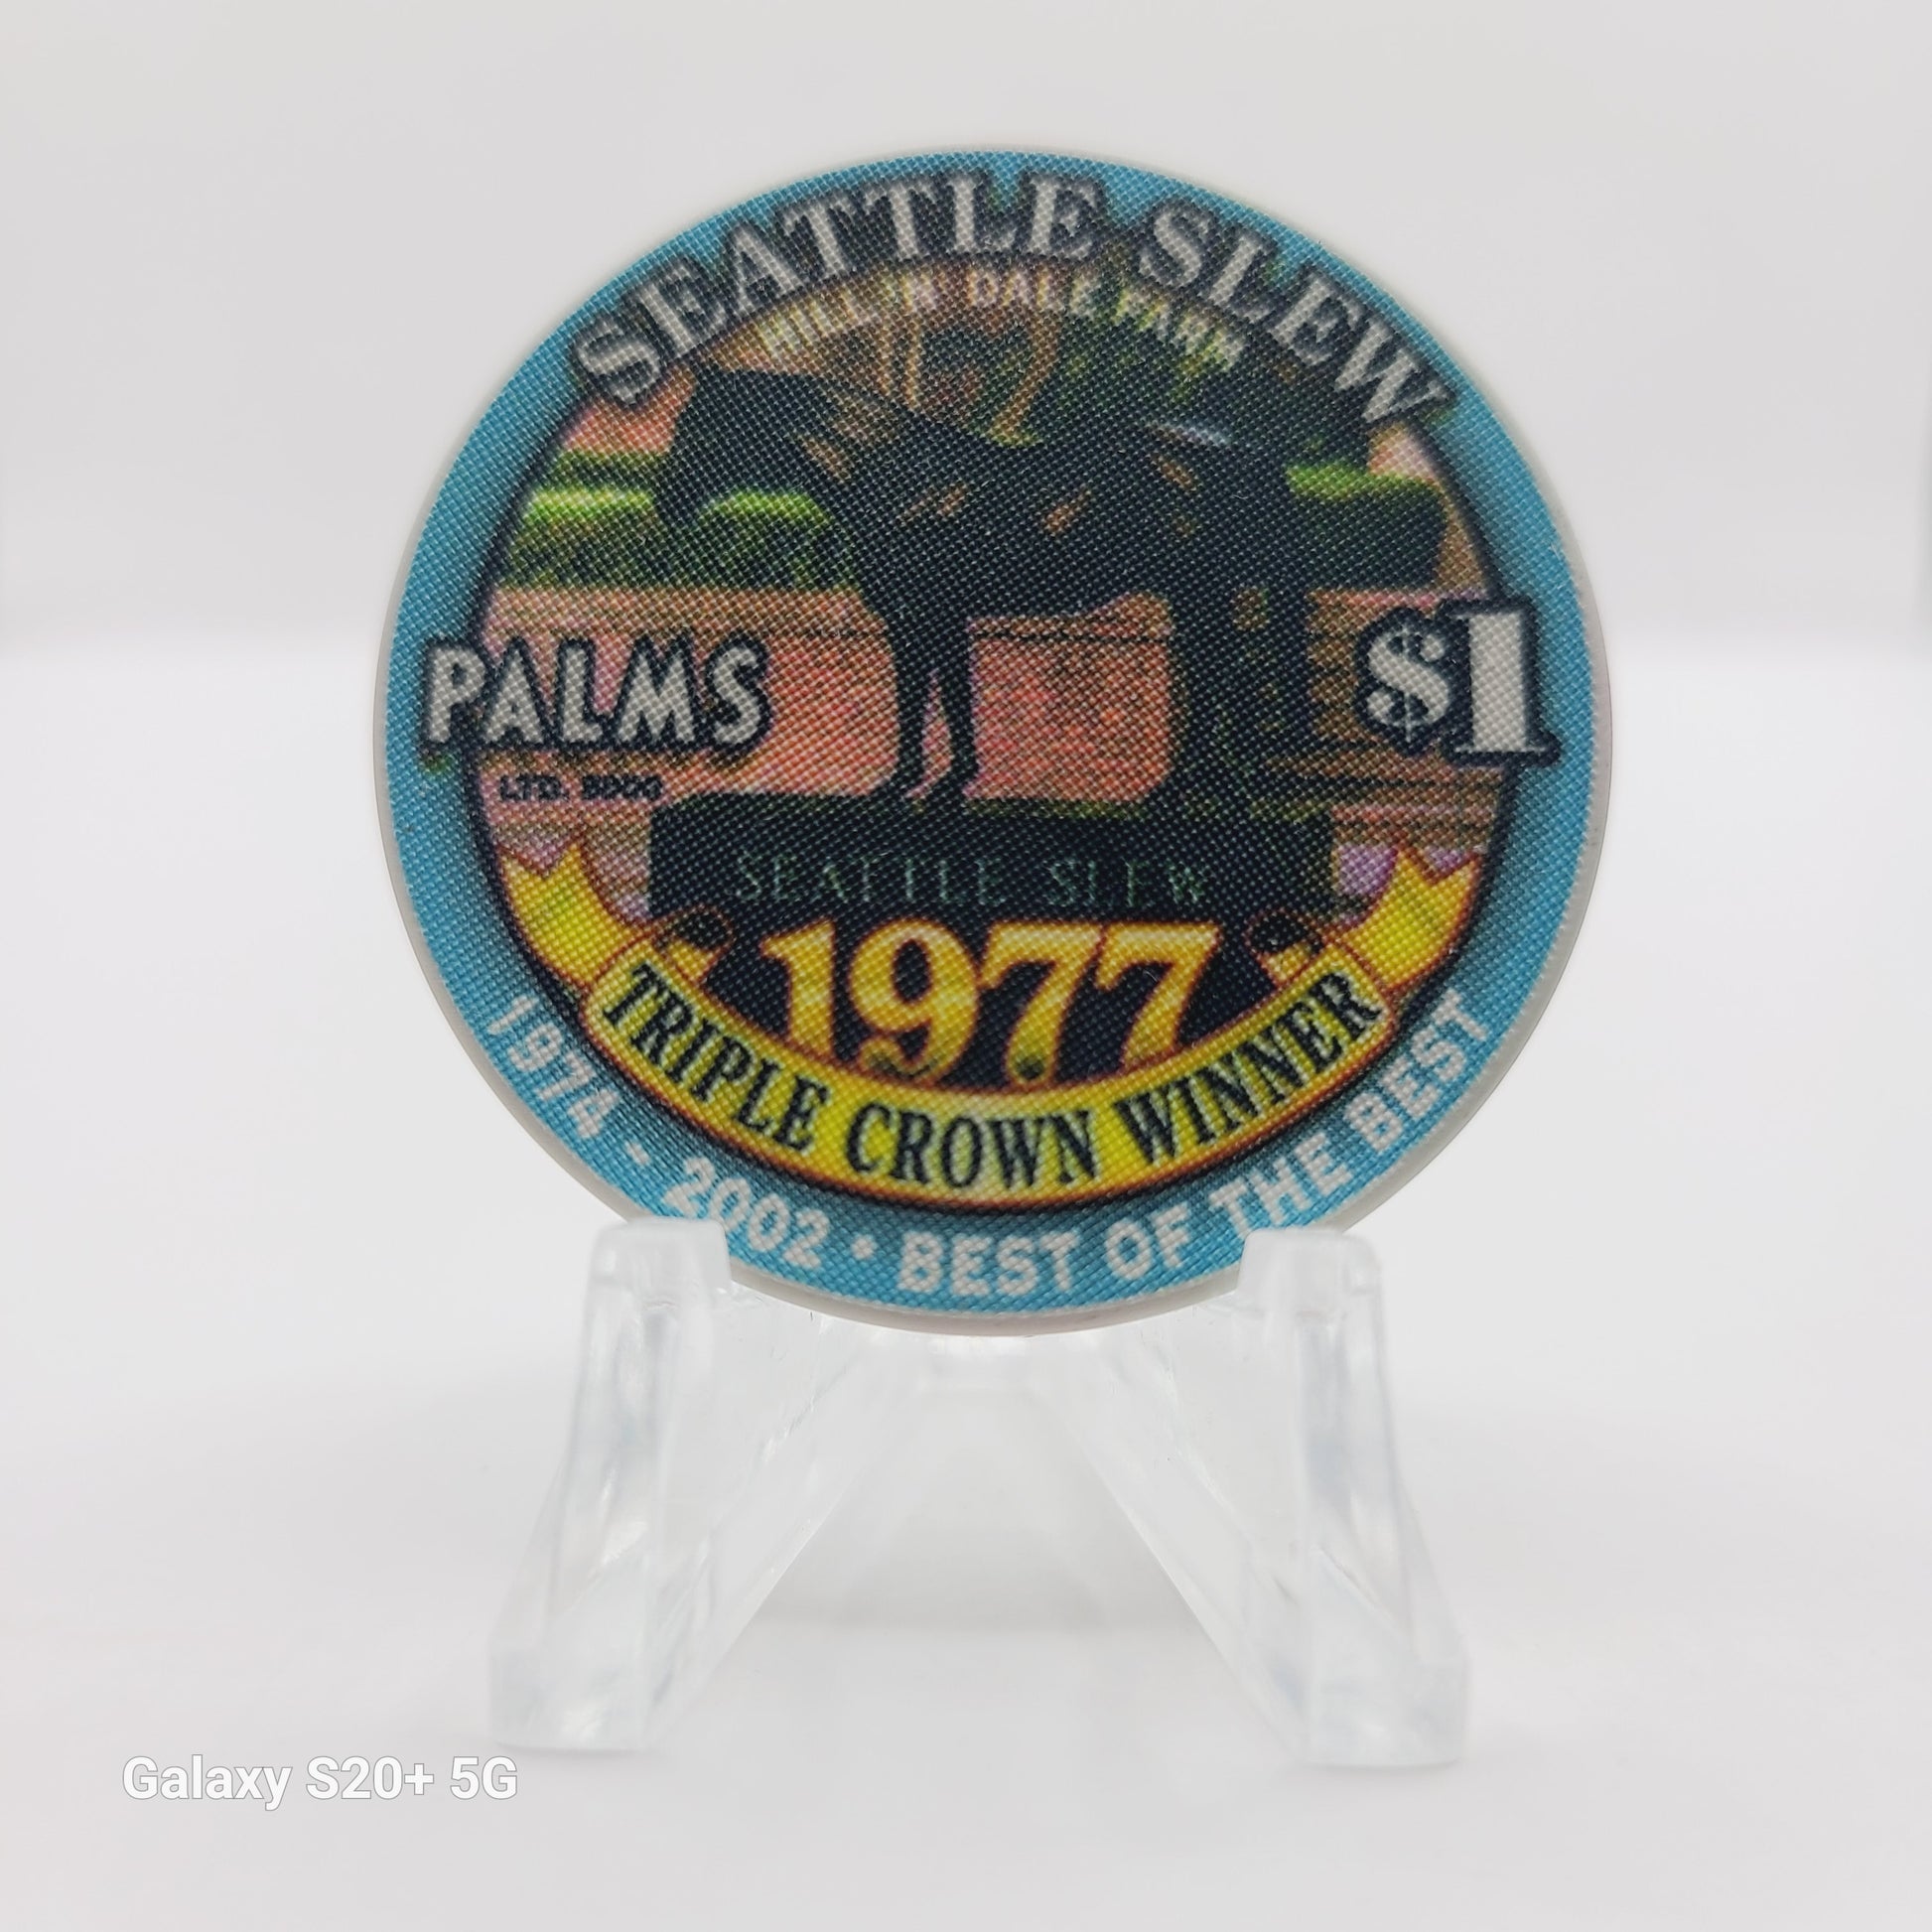 SEATTLE SLEW
HILL 'N' DALE FARM
PALMS
$1
LTD.
SEATTLE SLEW
1977
TRIPLE CROWN WINNER
1974 - 2002 • BEST OF THE BEST
Galaxy S20+ 5G